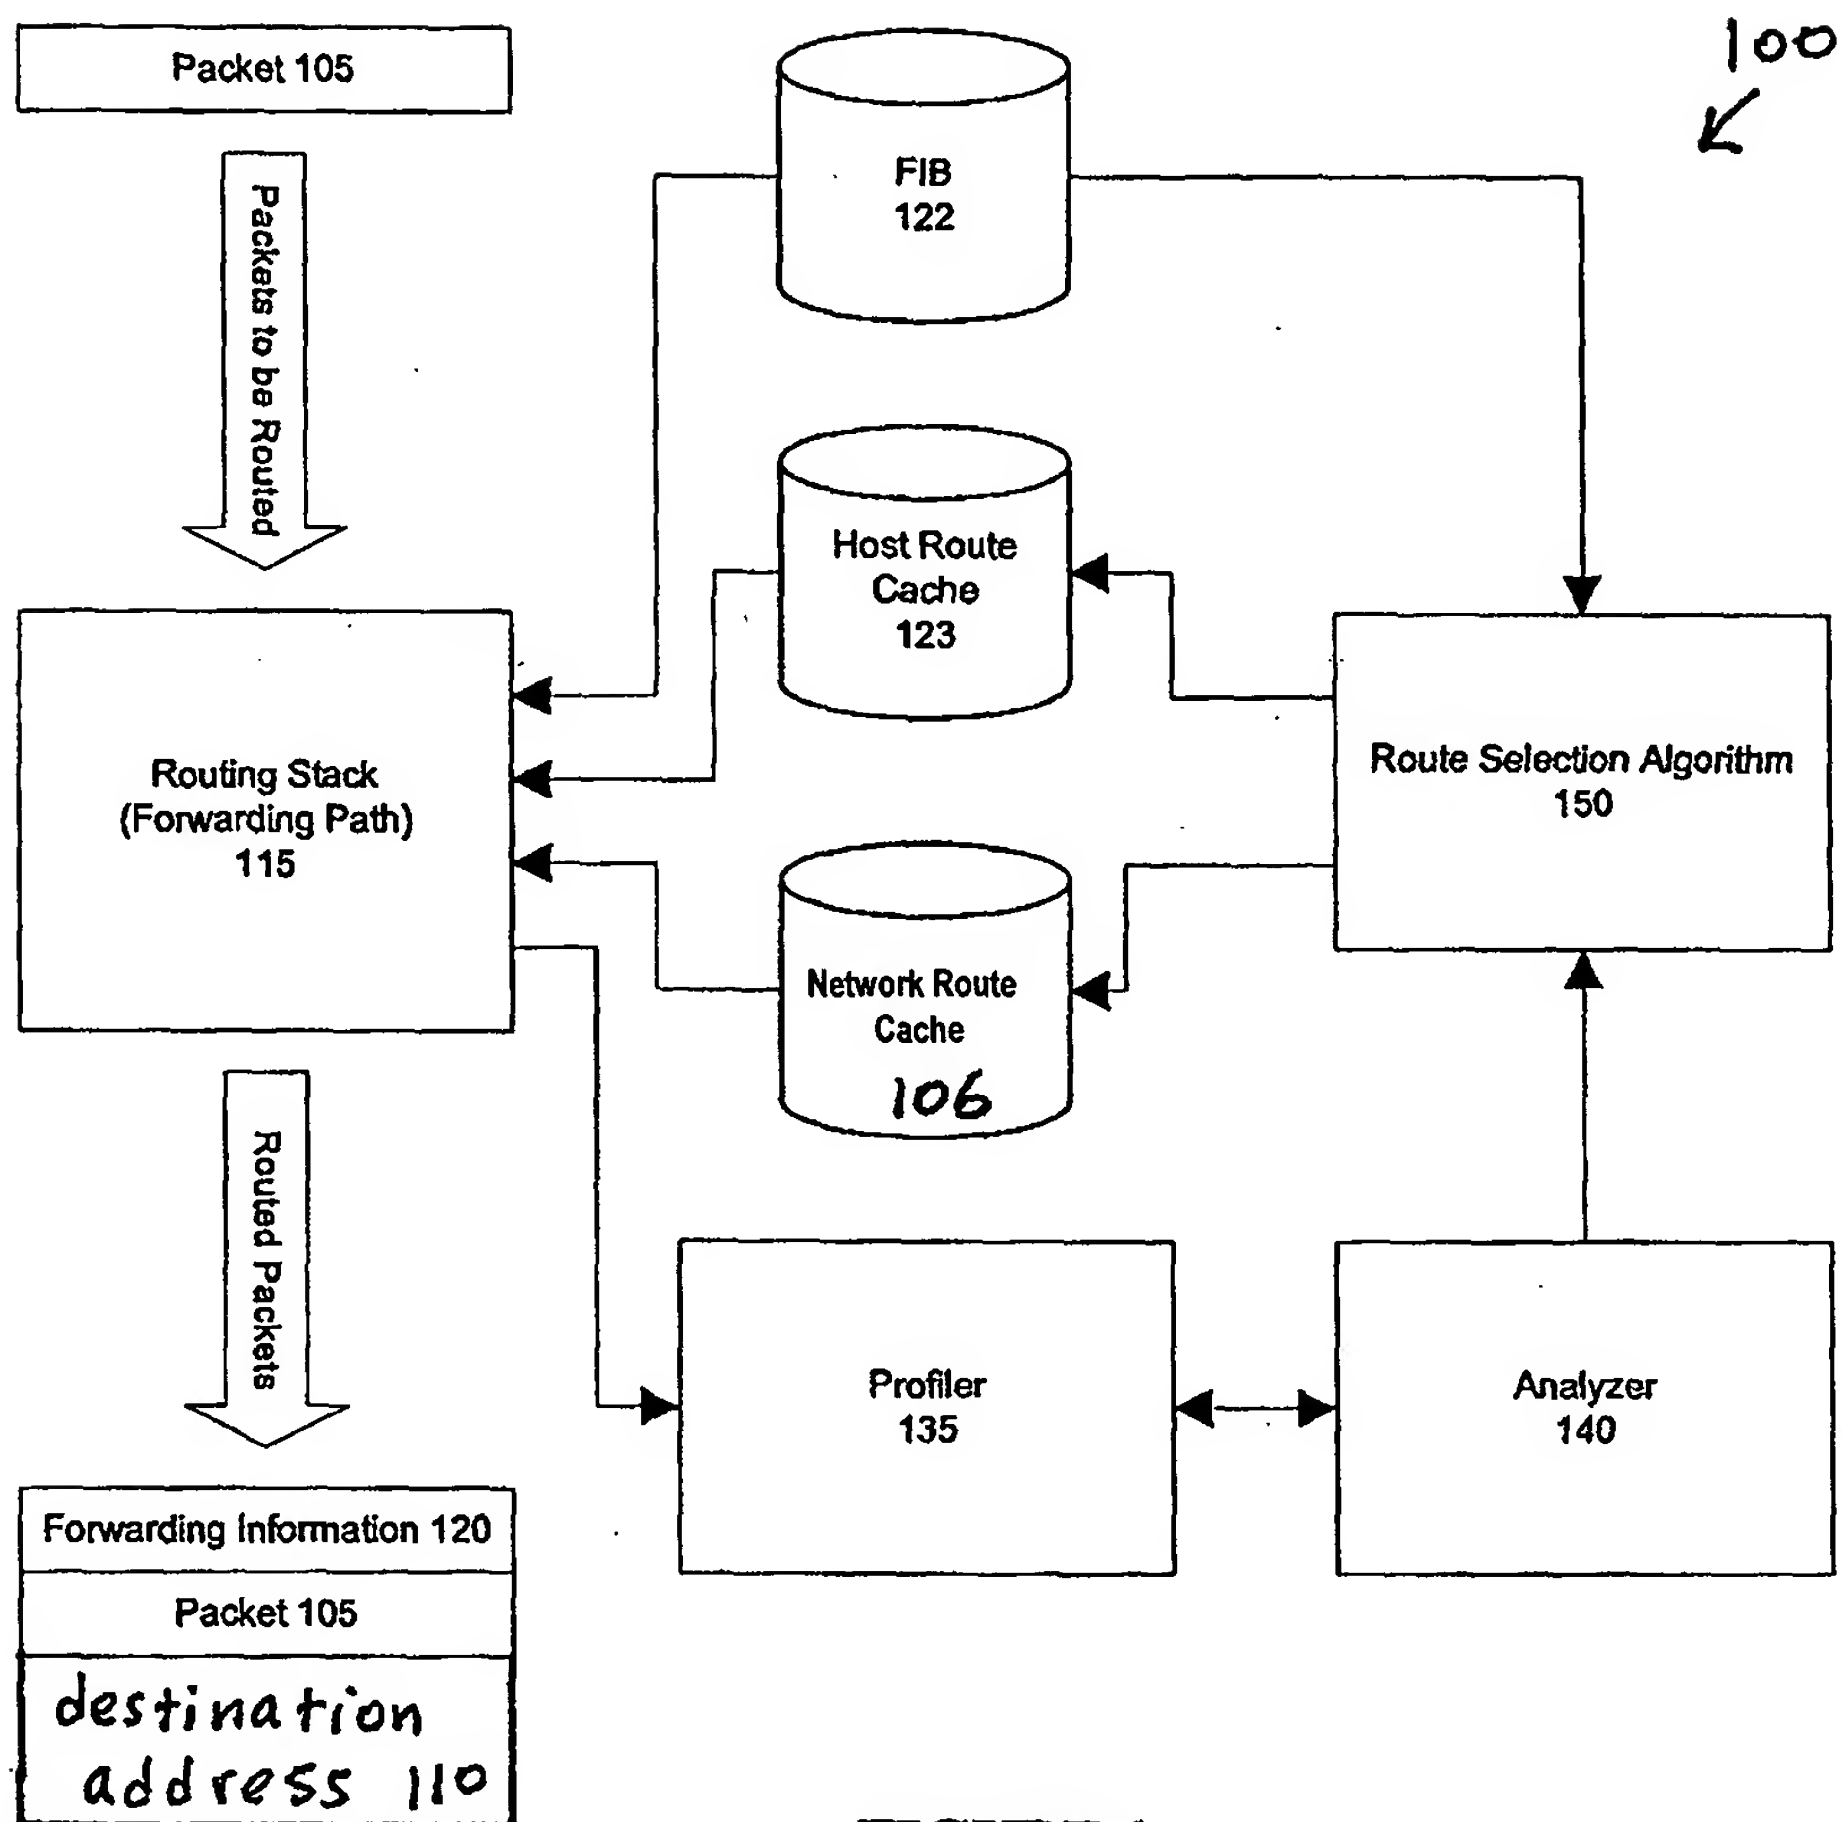 Packet 105
100
Packets to be Routed
FIB
122
Host Route
Cache
123
Routing Stack
(Forwarding Path)
115
Route Selection Algorithm
150
Network Route
Cache
106
Routed Packets
Profiler
135
Analyzer
140
Forwarding Information 120
Packet 105
destination
address 110